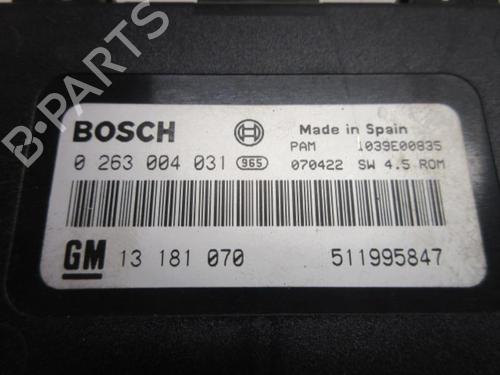 B-PARTS
BOSCH
Made in Spain
PAM 1039E00835
0 263 004 031 965 070422 SW 4.5 ROM
GM 13 181 070 511995847